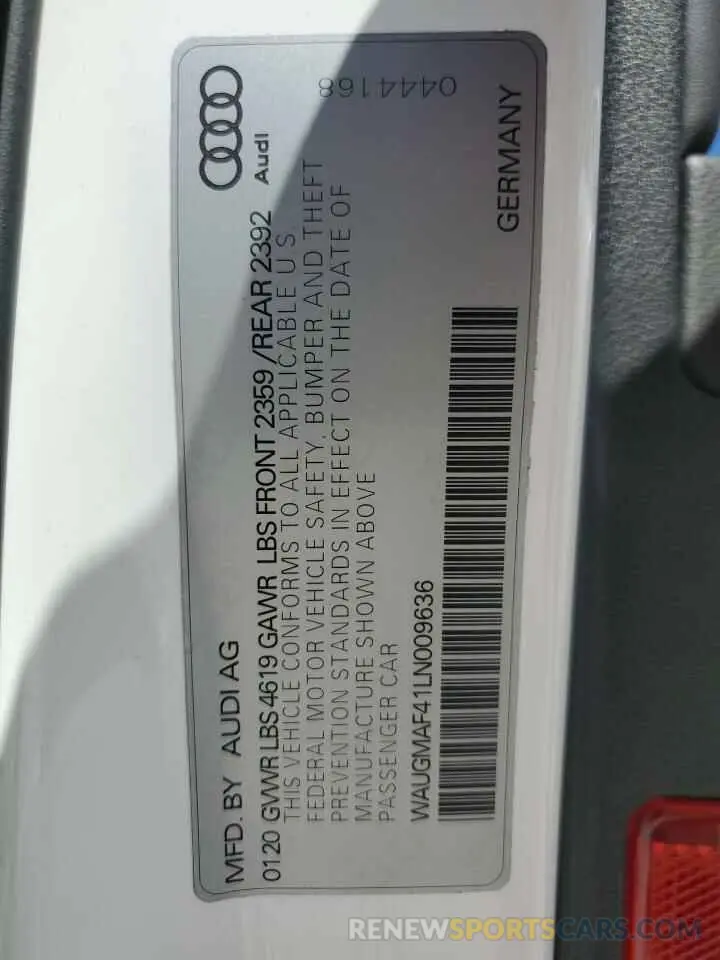 MFD. BY AUDI AG
Audi
0120 GVWR LBS 4619 GAWR LBS FRONT 2359 /REAR 2392
THIS VEHICLE CONFORMS TO ALL APPLICABLE U S
FEDERAL MOTOR VEHICLE SAFETY, BUMPER AND THEFT
PREVENTION STANDARDS IN EFFECT ON THE DATE OF
MANUFACTURE SHOWN ABOVE
PASSENGER CAR
0444168
WAUGMAF41LN009636
GERMANY
RENEWSPORTSCARS.COM